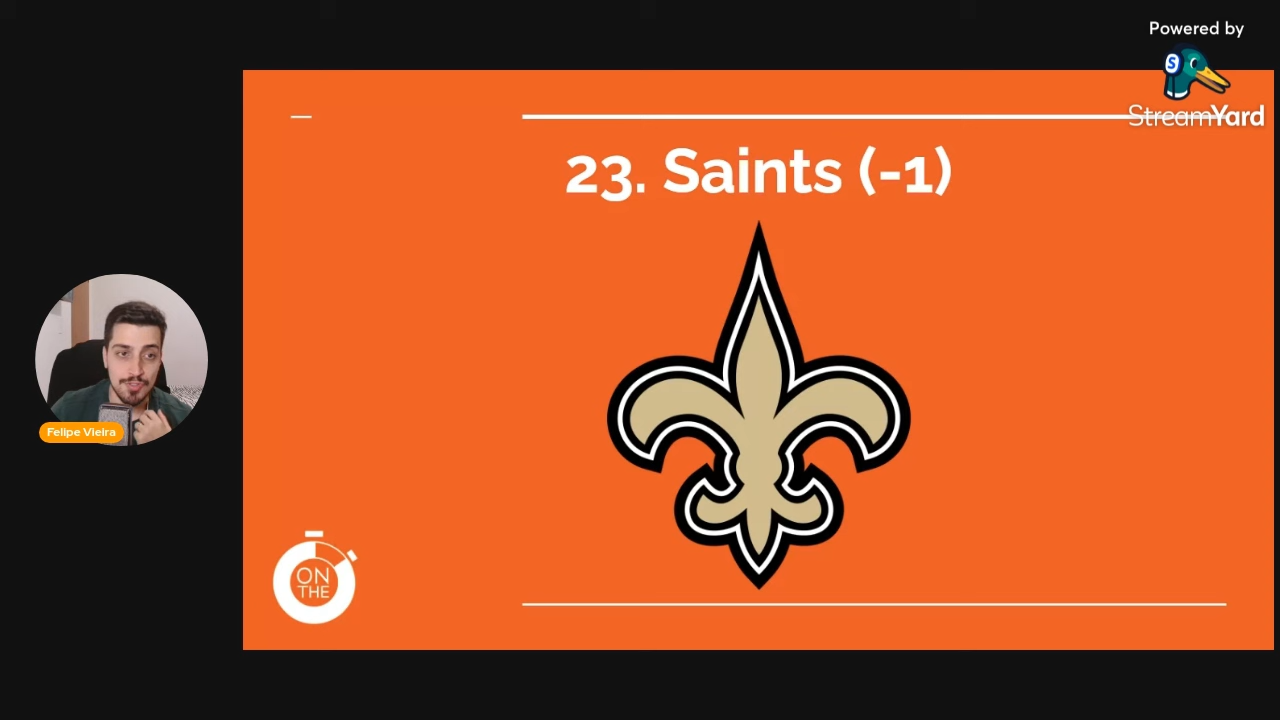 Powered by
S
StreamYard
23. Saints (-1)
Felipe Vieira
ON
THE